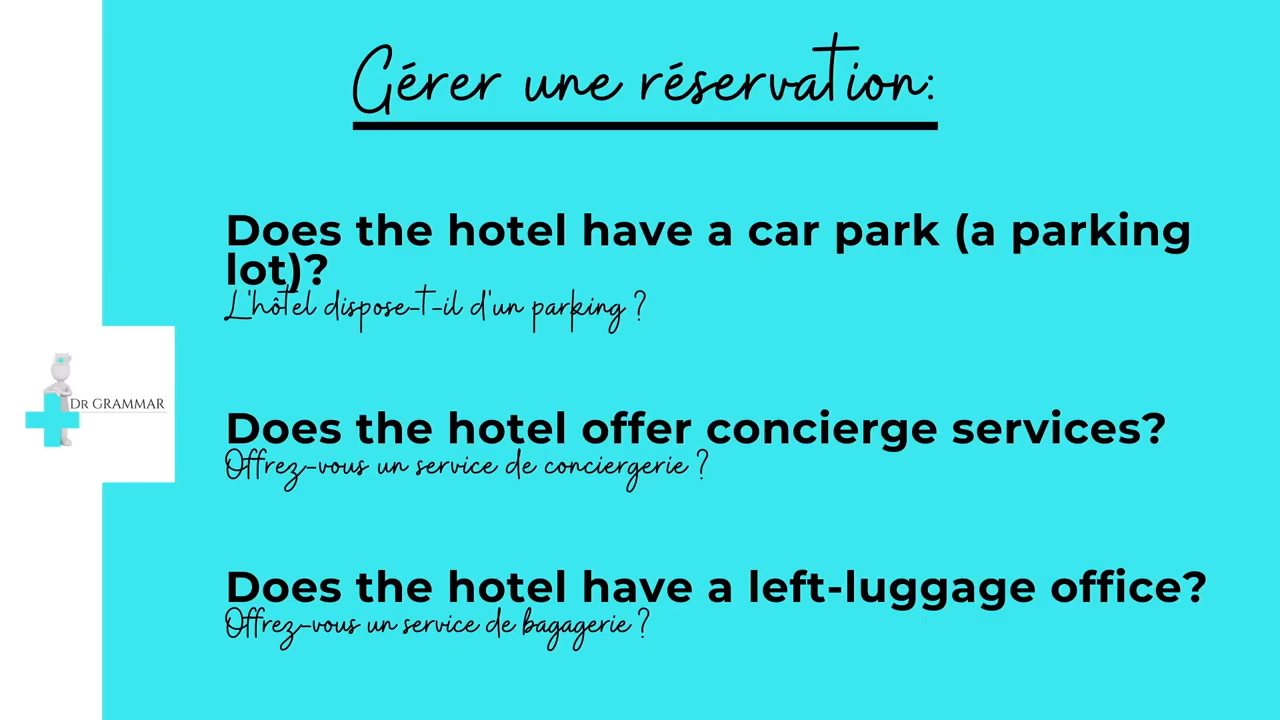 Gérer une réservation:
Does the hotel have a car park (a parking
lot)?
L'hôtel dispose-t-il d'un parking ?
Dr GRAMMAR
Does the hotel offer concierge services?
Offrez-vous un service de conciergerie ?
Does the hotel have a left-luggage office?
Offrez-vous un service de bagagerie ?